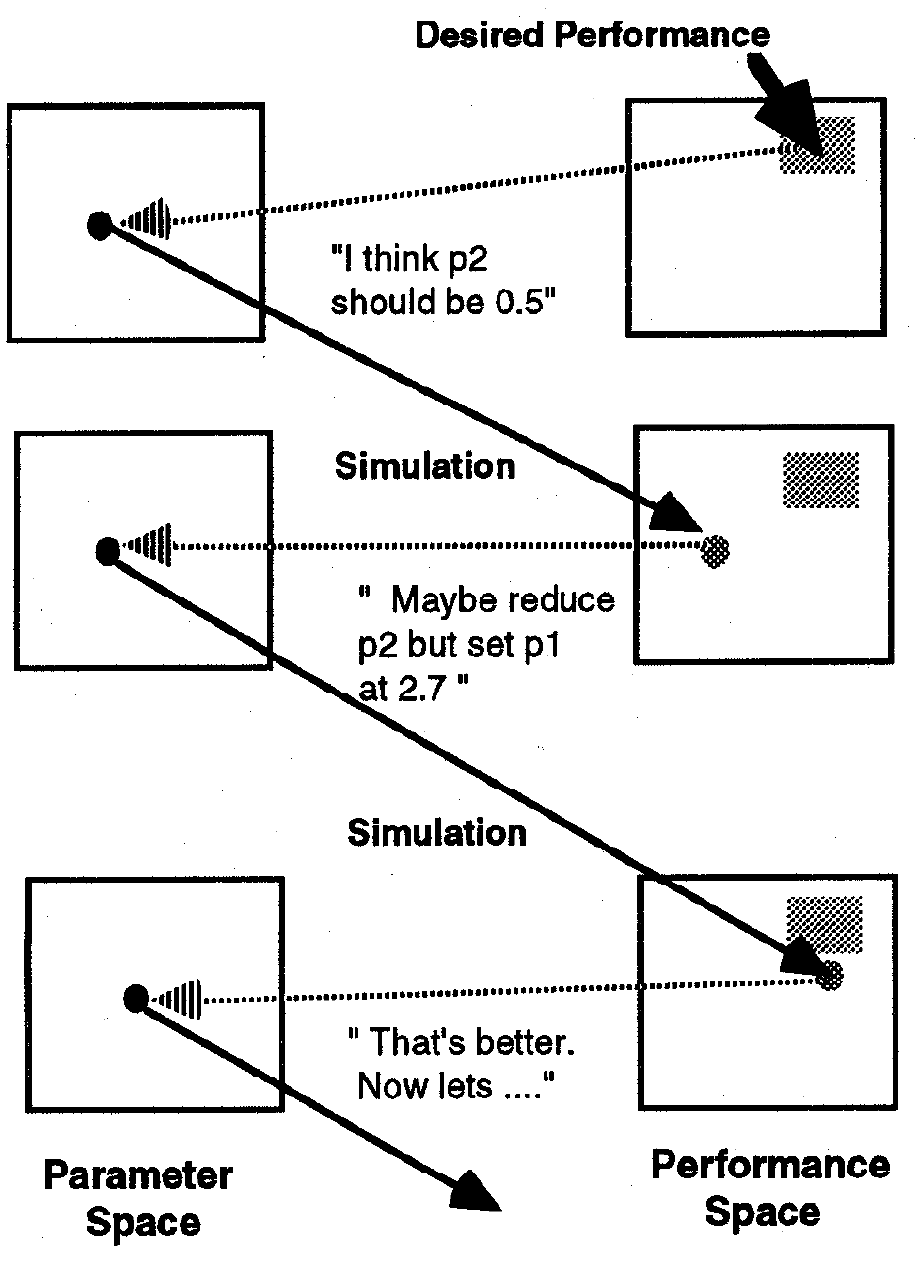 Desired Performance
"I think p2
should be 0.5"
Simulation
" Maybe reduce
p2 but set p1
at 2.7 "
Simulation
" That's better.
Now lets ...."
Parameter
Space
Performance
Space